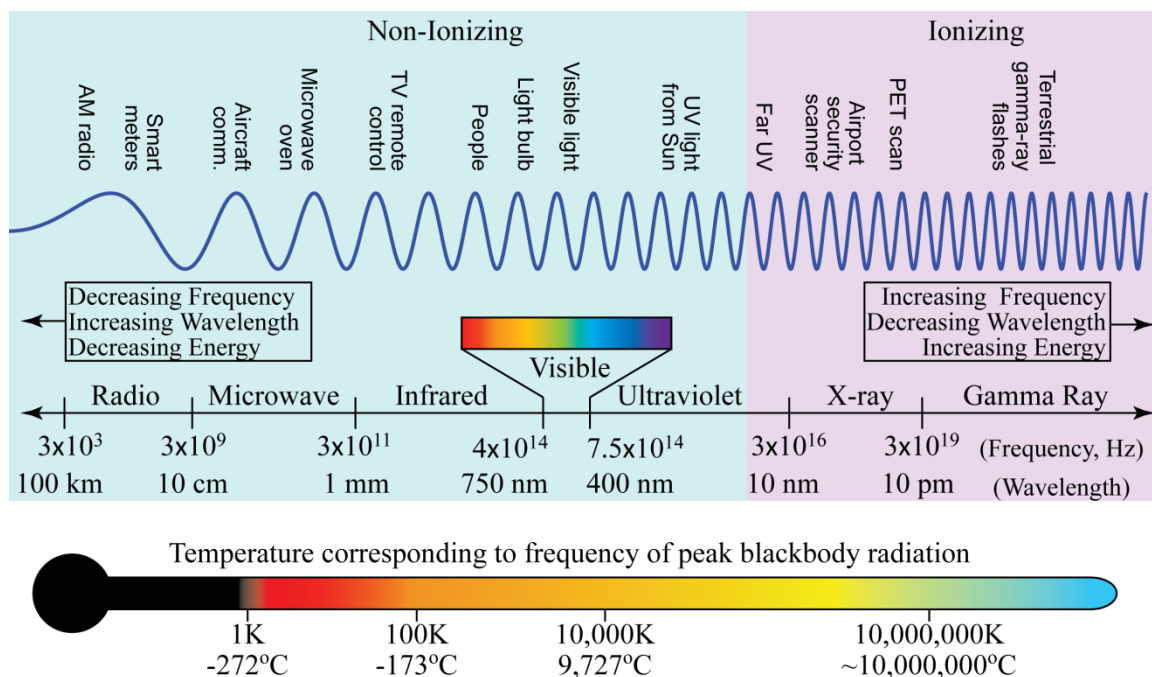 Non-Ionizing
Ionizing
AM radio
Smart
meters
Aircraft
comm.
Microwave
oven
TV remote
control
People
Light bulb
Visible light
UV light
from Sun
Far UV
Airport
security
scanner
PET scan
Terrestrial
gamma-ray
flashes
Decreasing Frequency
Increasing Wavelength
Decreasing Energy
Increasing Frequency
Decreasing Wavelength
Increasing Energy
Visible
Radio Microwave Infrared Ultraviolet X-ray Gamma Ray
3x10³ 3x10⁹ 3x10¹¹ 4x10¹⁴ 7.5x10¹⁴ 3x10¹⁶ 3x10¹⁹ (Frequency, Hz)
100 km 10 cm 1 mm 750 nm 400 nm 10 nm 10 pm (Wavelength)
Temperature corresponding to frequency of peak blackbody radiation
1K 100K 10,000K 10,000,000K
-272ºC -173ºC 9,727ºC ~10,000,000ºC